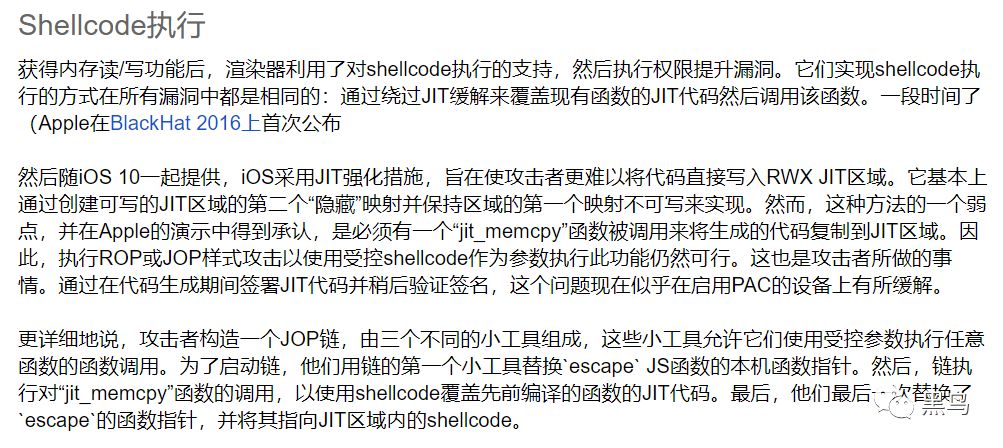 Shellcode执行
获得内存读/写功能后，渲染器利用了对shellcode执行的支持，然后执行权限提升漏洞。它们实现shellcode执
行的方式在所有漏洞中都是相同的：通过绕过JIT缓解来覆盖现有函数的JIT代码然后调用该函数。一段时间了
（Apple在BlackHat 2016上首次公布
然后随iOS 10一起提供，iOS采用JIT强化措施，旨在使攻击者更难以将代码直接写入RWX JIT区域。它基本上
通过创建可写的JIT区域的第二个“隐藏”映射并保持区域的第一个映射不可写来实现。然而，这种方法的一个弱
点，并在Apple的演示中得到承认，是必须有一个“jit_memcpy”函数被调用来将生成的代码复制到JIT区域。因
此，执行ROP或JOP样式攻击以使用受控shellcode作为参数执行此功能仍然可行。这也是攻击者所做的事
情。通过在代码生成期间签署JIT代码并稍后验证签名，这个问题现在似乎在启用PAC的设备上有所缓解。
更详细地说，攻击者构造一个JOP链，由三个不同的小工具组成，这些小工具允许它们使用受控参数执行任意
函数的函数调用。为了启动链，他们用链的第一个小工具替换`escape` JS函数的本机函数指针。然后，链执
行对“jit_memcpy”函数的调用，以使用shellcode覆盖先前编译的函数的JIT代码。最后，他们最后一次替换了
`escape`的函数指针，并将其指向JIT区域内的shellcode。
黑鸟